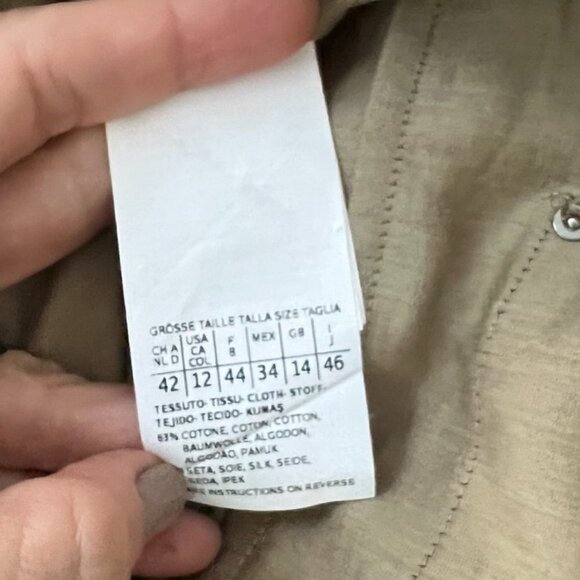 GRÖSSE TAILLE TALLA SIZE TAGLIA
CH A USA F MEX GB I
NL D CA B J
COL
42 12 44 34 14 46
TESSUTO- TISSU- CLOTH- STOFF-
TEJIDO- TECIDO- KUMAS
83% COTONE, COTON, COTTON,
BAUMWOLLE, ALGODON,
ALGODÃO, PAMUK
SETA, SOIE, SILK, SEIDE,
SEDA, IPEK
INSTRUCTIONS ON REVERSE